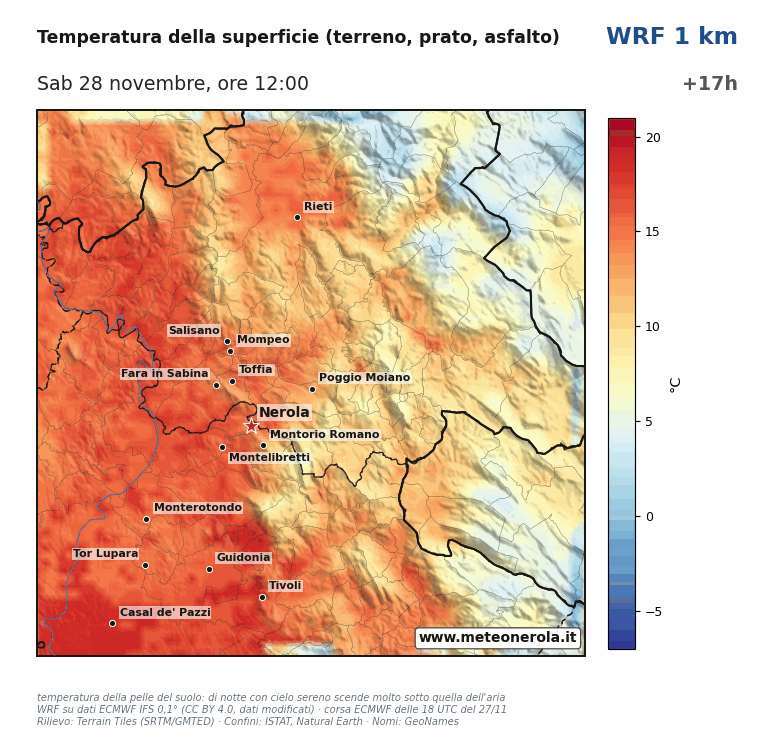 Temperatura della superficie (terreno, prato, asfalto)
WRF 1 km
Sab 28 novembre, ore 12:00
+17h
Rieti
Salisano
Mompeo
Fara in Sabina
Toffia
Poggio Moiano
Nerola
Montorio Romano
Montelibretti
Monterotondo
Tor Lupara
Guidonia
Tivoli
Casal de' Pazzi
www.meteonerola.it
20
15
10
5
0
−5
°C
temperatura della pelle del suolo: di notte con cielo sereno scende molto sotto quella dell'aria
WRF su dati ECMWF IFS 0,1° (CC BY 4.0, dati modificati) · corsa ECMWF delle 18 UTC del 27/11
Rilievo: Terrain Tiles (SRTM/GMTED) · Confini: ISTAT, Natural Earth · Nomi: GeoNames